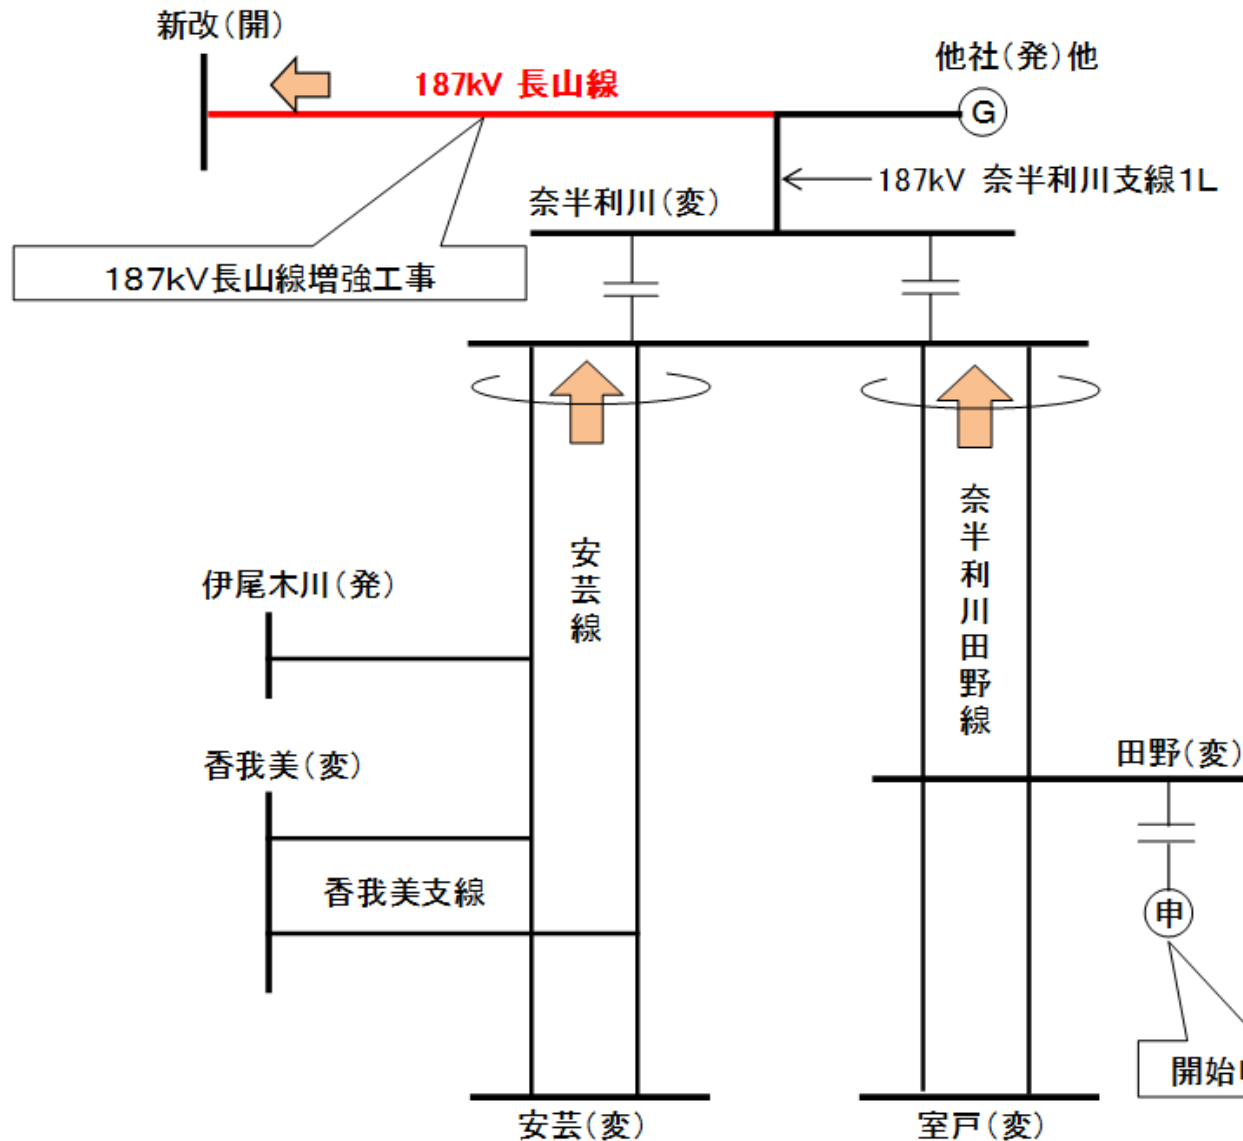 新改(開)
他社(発)他
187kV 長山線
G
187kV 奈半利川支線1L
奈半利川(変)
187kV長山線増強工事
安芸線
奈半利川田野線
伊尾木川(発)
香我美(変)
田野(変)
香我美支線
申
開始
安芸(変)
室戸(変)